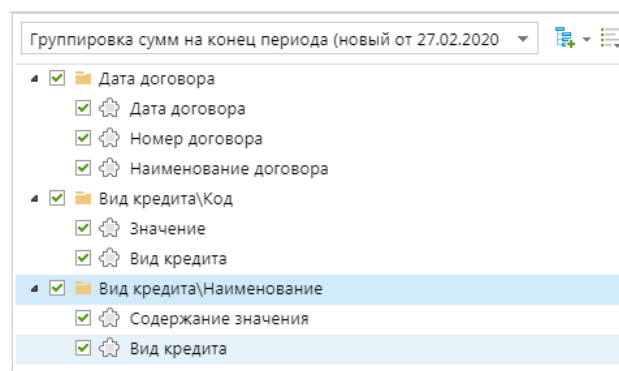 Группировка сумм на конец периода (новый от 27.02.2020
Дата договора
Дата договора
Номер договора
Наименование договора
Вид кредита\Код
Значение
Вид кредита
Вид кредита\Наименование
Содержание значения
Вид кредита